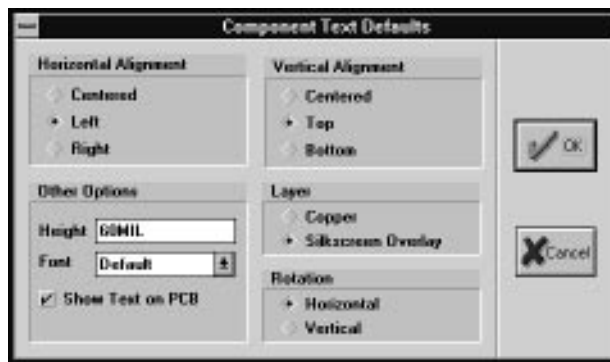 Component Text Defaults
Horizontal Alignment
Centered
Left
Right
Vertical Alignment
Centered
Top
Bottom
Other Options
Height 60MIL
Font Default
Show Text on PCB
Layer
Copper
Silkscreen Overlay
Rotation
Horizontal
Vertical
OK
Cancel